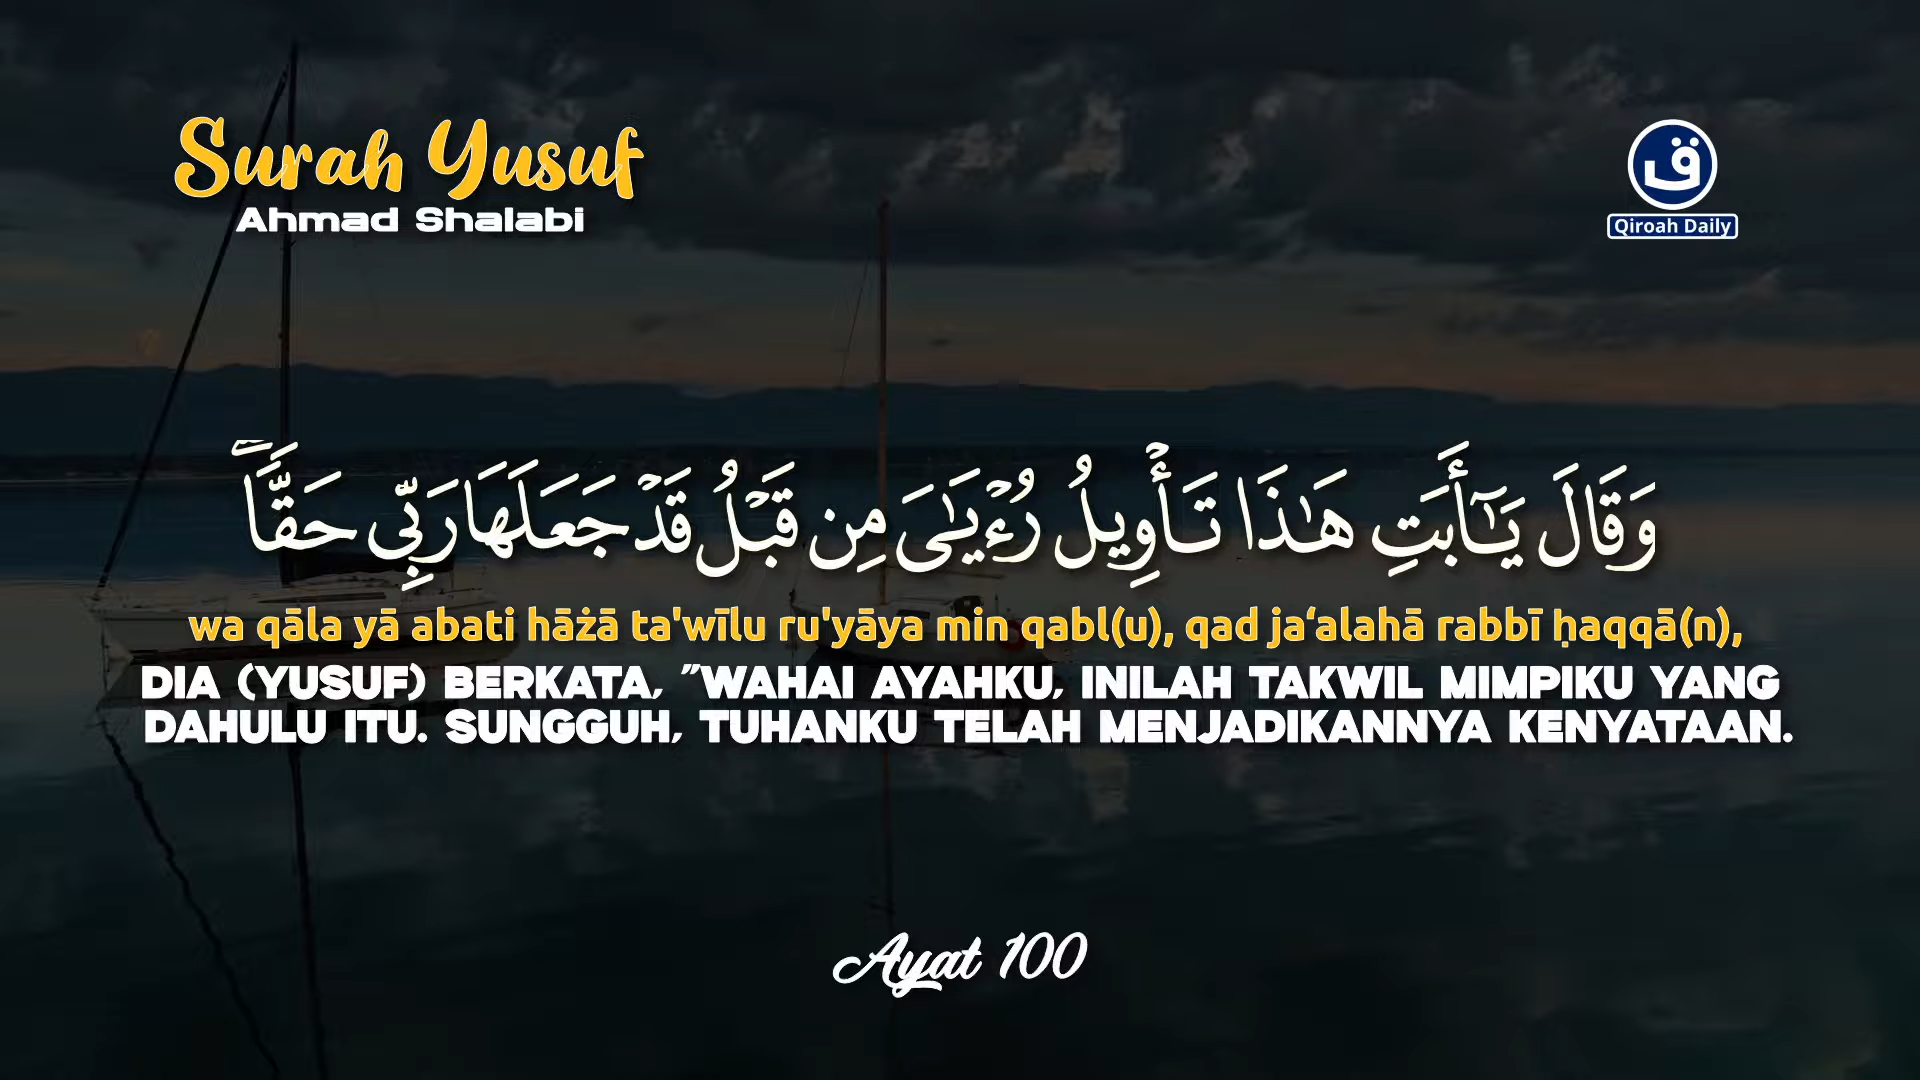 Surah Yusuf
Ahmad Shalabi
ق
Qiroah Daily
وَقَالَ يَـٰٓأَبَتِ هَـٰذَا تَأْوِيلُ رُءْيَـٰىَ مِن قَبْلُ قَدْ جَعَلَهَا رَبِّى حَقًّاۖ
wa qāla yā abati hāżā ta'wīlu ru'yāya min qabl(u), qad ja‘alahā rabbī ḥaqqā(n),
DIA (YUSUF) BERKATA, "WAHAI AYAHKU, INILAH TAKWIL MIMPIKU YANG
DAHULU ITU. SUNGGUH, TUHANKU TELAH MENJADIKANNYA KENYATAAN.
Ayat 100